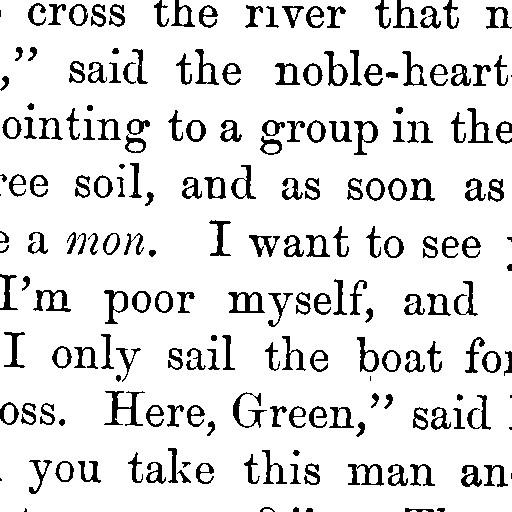 cross the river that
," said the noble-heart
ointing to a group in the
ree soil, and as soon as
e a mon. I want to see
I'm poor myself, and
I only sail the boat for
oss. Here, Green," said
you take this man an